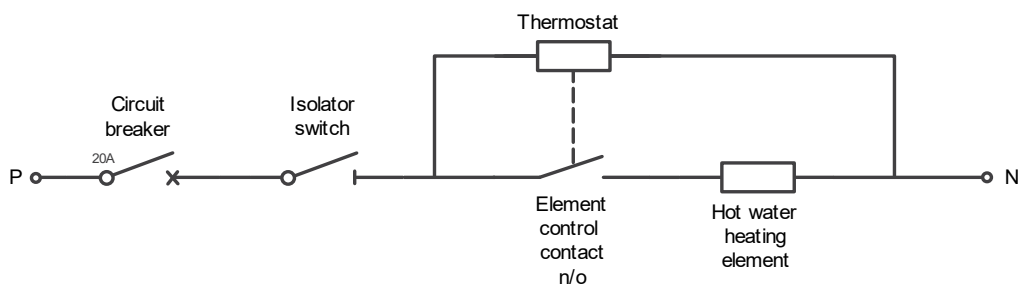 Thermostat
Circuit
breaker
Isolator
switch
20A
P
N
Element
control
contact
n/o
Hot water
heating
element